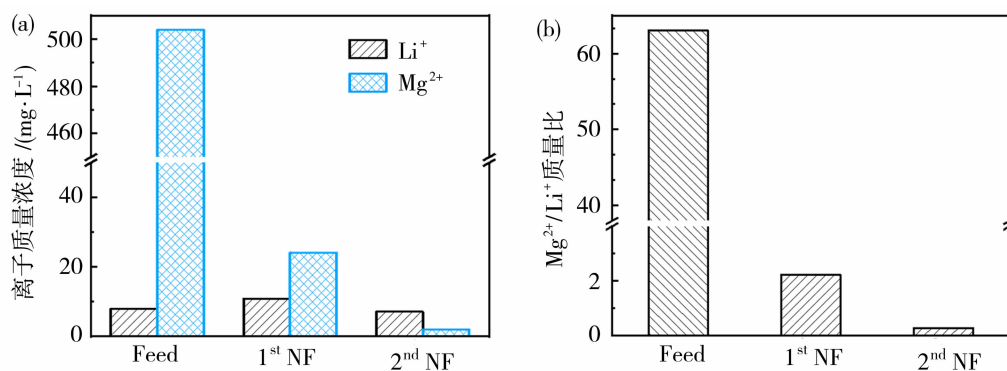 (a)
离子质量浓度/(mg·L⁻¹)
500
480
460
40
20
0
Li⁺
Mg²⁺
Feed
1ˢᵗ NF
2ⁿᵈ NF
(b)
Mg²⁺/Li⁺质量比
60
50
40
2
0
Feed
1ˢᵗ NF
2ⁿᵈ NF